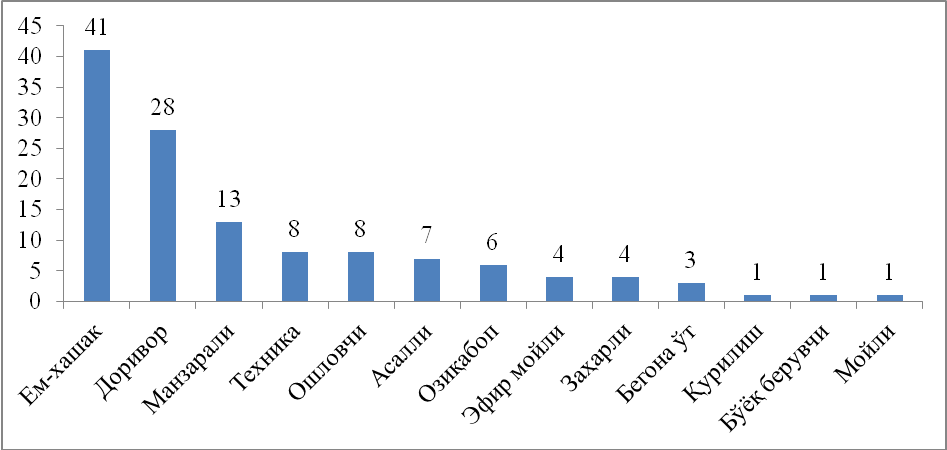 45
40
35
30
25
20
15
10
5
0
41
28
13
8
8
7
6
4
4
3
1
1
1
Ем-хашак
Доривор
Манзарали
Техника
Ошловчи
Асалли
Озикабоп
Эфир мойли
Захарли
Бегона ўт
Қурилиш
Бўёқ берувчи
Мойли